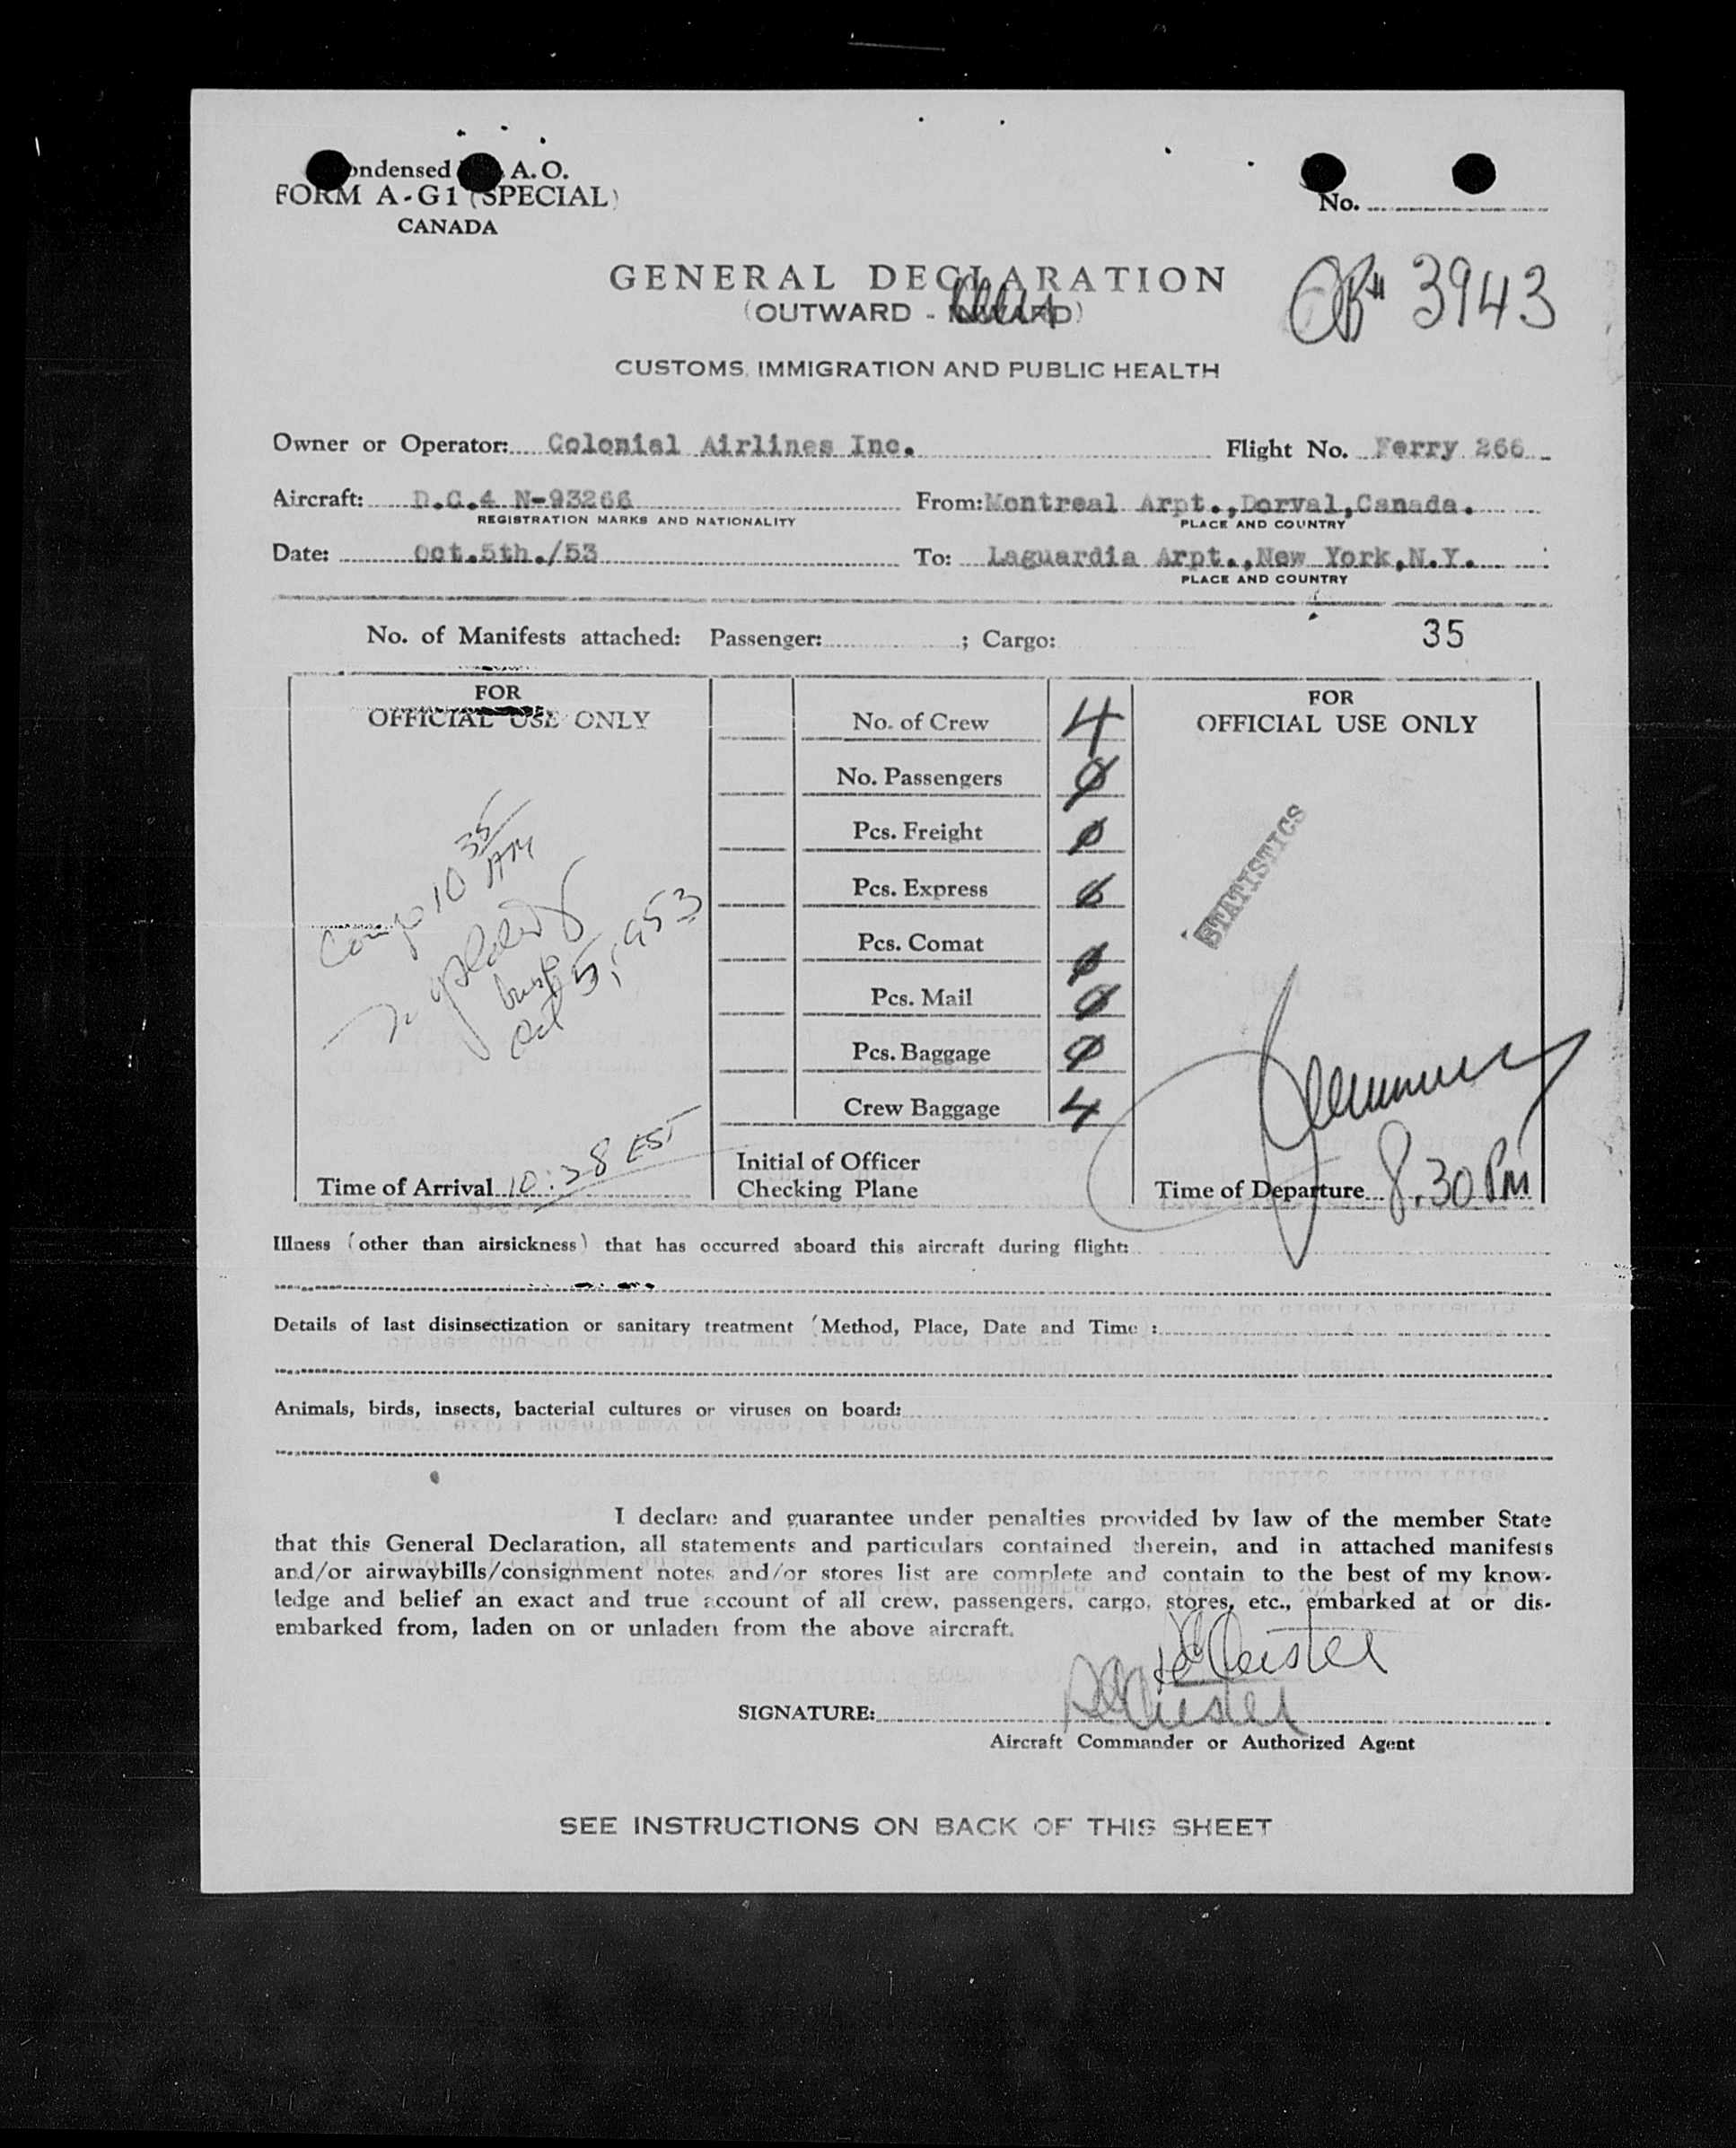 Condensed A. O.
FORM A-G1 (SPECIAL)
CANADA
No.
GENERAL DECLARATION
(OUTWARD - INWARD)
3943
CUSTOMS, IMMIGRATION AND PUBLIC HEALTH
Owner or Operator: Colonial Airlines Inc. Flight No. Ferry 266
Aircraft: D.C.4 N-93266 From: Montreal Arpt.,Dorval,Canada.
REGISTRATION MARKS AND NATIONALITY PLACE AND COUNTRY
Date: Oct.5th./53 To: Laguardia Arpt.,New York,N.Y.
PLACE AND COUNTRY
No. of Manifests attached: Passenger: ; Cargo: 35
FOR
OFFICIAL USE ONLY
10 35 AM
Oct 5, 1953
Time of Arrival 10:38 EST
No. of Crew 4
No. Passengers 0
Pcs. Freight 0
Pcs. Express 0
Pcs. Comat 0
Pcs. Mail 0
Pcs. Baggage 0
Crew Baggage 4
Initial of Officer
Checking Plane
FOR
OFFICIAL USE ONLY
STATISTICS
Time of Departure 8.30 PM
Illness (other than airsickness) that has occurred aboard this aircraft during flight:
Details of last disinsectization or sanitary treatment (Method, Place, Date and Time :
Animals, birds, insects, bacterial cultures or viruses on board:
I declare and guarantee under penalties provided by law of the member State
that this General Declaration, all statements and particulars contained therein, and in attached manifests
and/or airwaybills/consignment notes and/or stores list are complete and contain to the best of my know-
ledge and belief an exact and true account of all crew, passengers, cargo, stores, etc., embarked at or dis-
embarked from, laden on or unladen from the above aircraft.
SIGNATURE:
Aircraft Commander or Authorized Agent
SEE INSTRUCTIONS ON BACK OF THIS SHEET